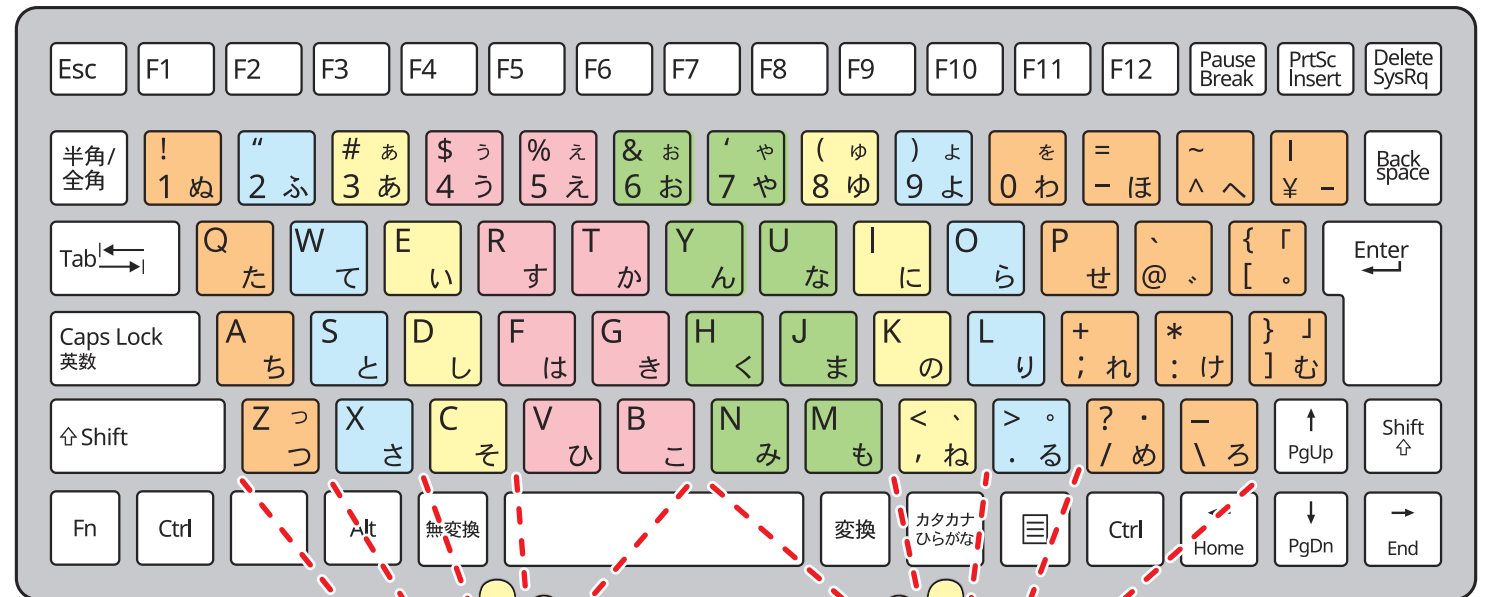 Esc F1 F2 F3 F4 F5 F6 F7 F8 F9 F10 F11 F12 Pause PrtSc Delete
Break Insert SysRq
半角/ ! “ # ぁ $ ぅ % ぇ & ぉ ‘ ゃ ( ゅ ) ょ を = ~ | Back
全角 1 ぬ 2 ふ 3 あ 4 う 5 え 6 お 7 や 8 ゆ 9 よ 0 わ − ほ ^ へ ¥ − space
Tab Q W E R T Y U I O P ` { 「 Enter
た て い す か ん な に ら せ @ ゛ [ 。
Caps Lock A S D F G H J K L + * } 」
英数 ち と し は き く ま の り ; れ : け ] む
⇧ Shift Z っ X C V B N M < 、 > 。 ? ・ _ ↑ Shift
つ さ そ ひ こ み も , ね . る / め \ ろ PgUp ⇧
Fn Ctrl Alt 無変換 変換 カタカナ Ctrl ← ↓ →
ひらがな Home PgDn End